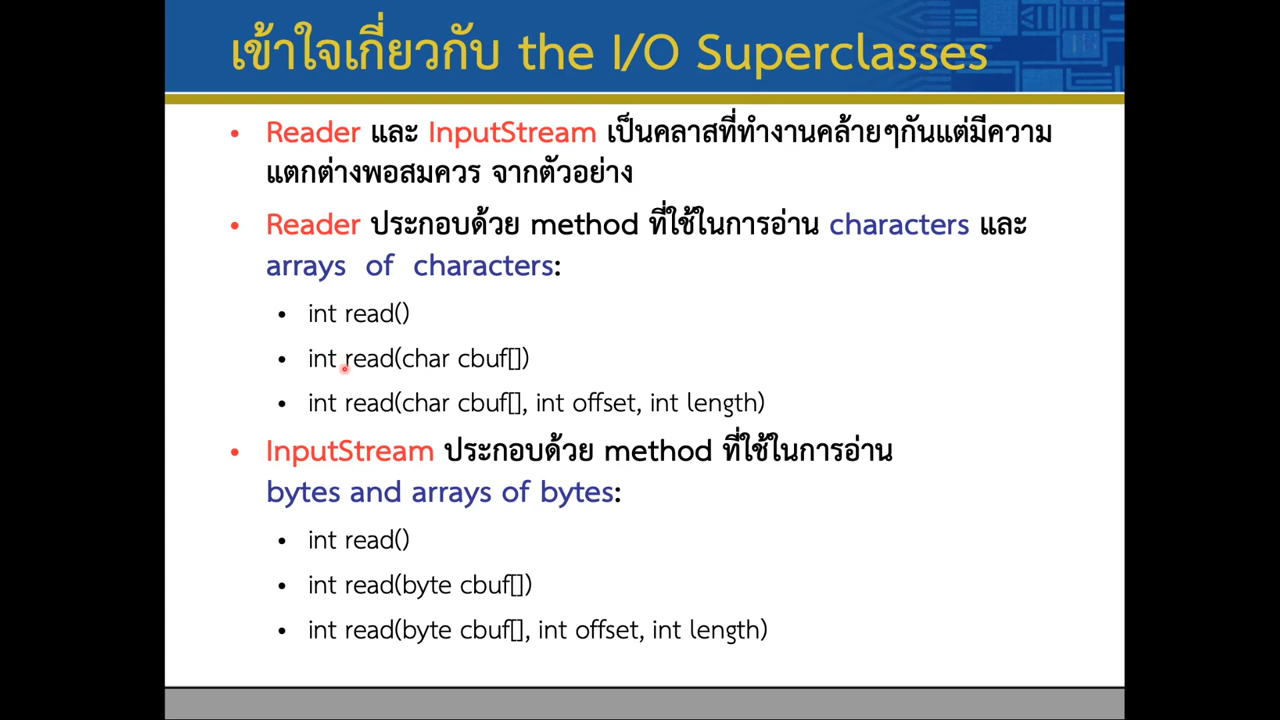 เข้าใจเกี่ยวกับ the I/O Superclasses
• Reader และ InputStream เป็นคลาสที่ทำงานคล้ายๆกันแต่มีความ
แตกต่างพอสมควร จากตัวอย่าง
• Reader ประกอบด้วย method ที่ใช้ในการอ่าน characters และ
arrays of characters:
• int read()
• int read(char cbuf[])
• int read(char cbuf[], int offset, int length)
• InputStream ประกอบด้วย method ที่ใช้ในการอ่าน
bytes and arrays of bytes:
• int read()
• int read(byte cbuf[])
• int read(byte cbuf[], int offset, int length)